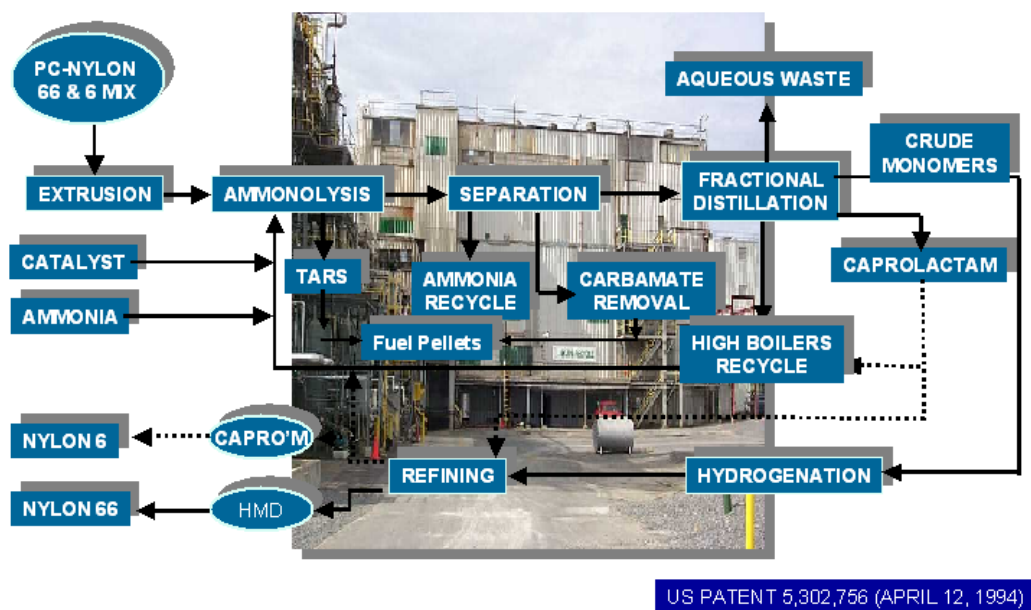 PC-NYLON
66 & 6 MIX
AQUEOUS WASTE
CRUDE
MONOMERS
EXTRUSION
AMMONOLYSIS
SEPARATION
FRACTIONAL
DISTILLATION
CATALYST
TARS
AMMONIA
RECYCLE
CARBAMATE
REMOVAL
CAPROLACTAM
AMMONIA
Fuel Pellets
HIGH BOILERS
RECYCLE
NYLON 6
CAPRO'M
REFINING
HYDROGENATION
NYLON 66
HMD
US PATENT 5,302,756 (APRIL 12, 1994)